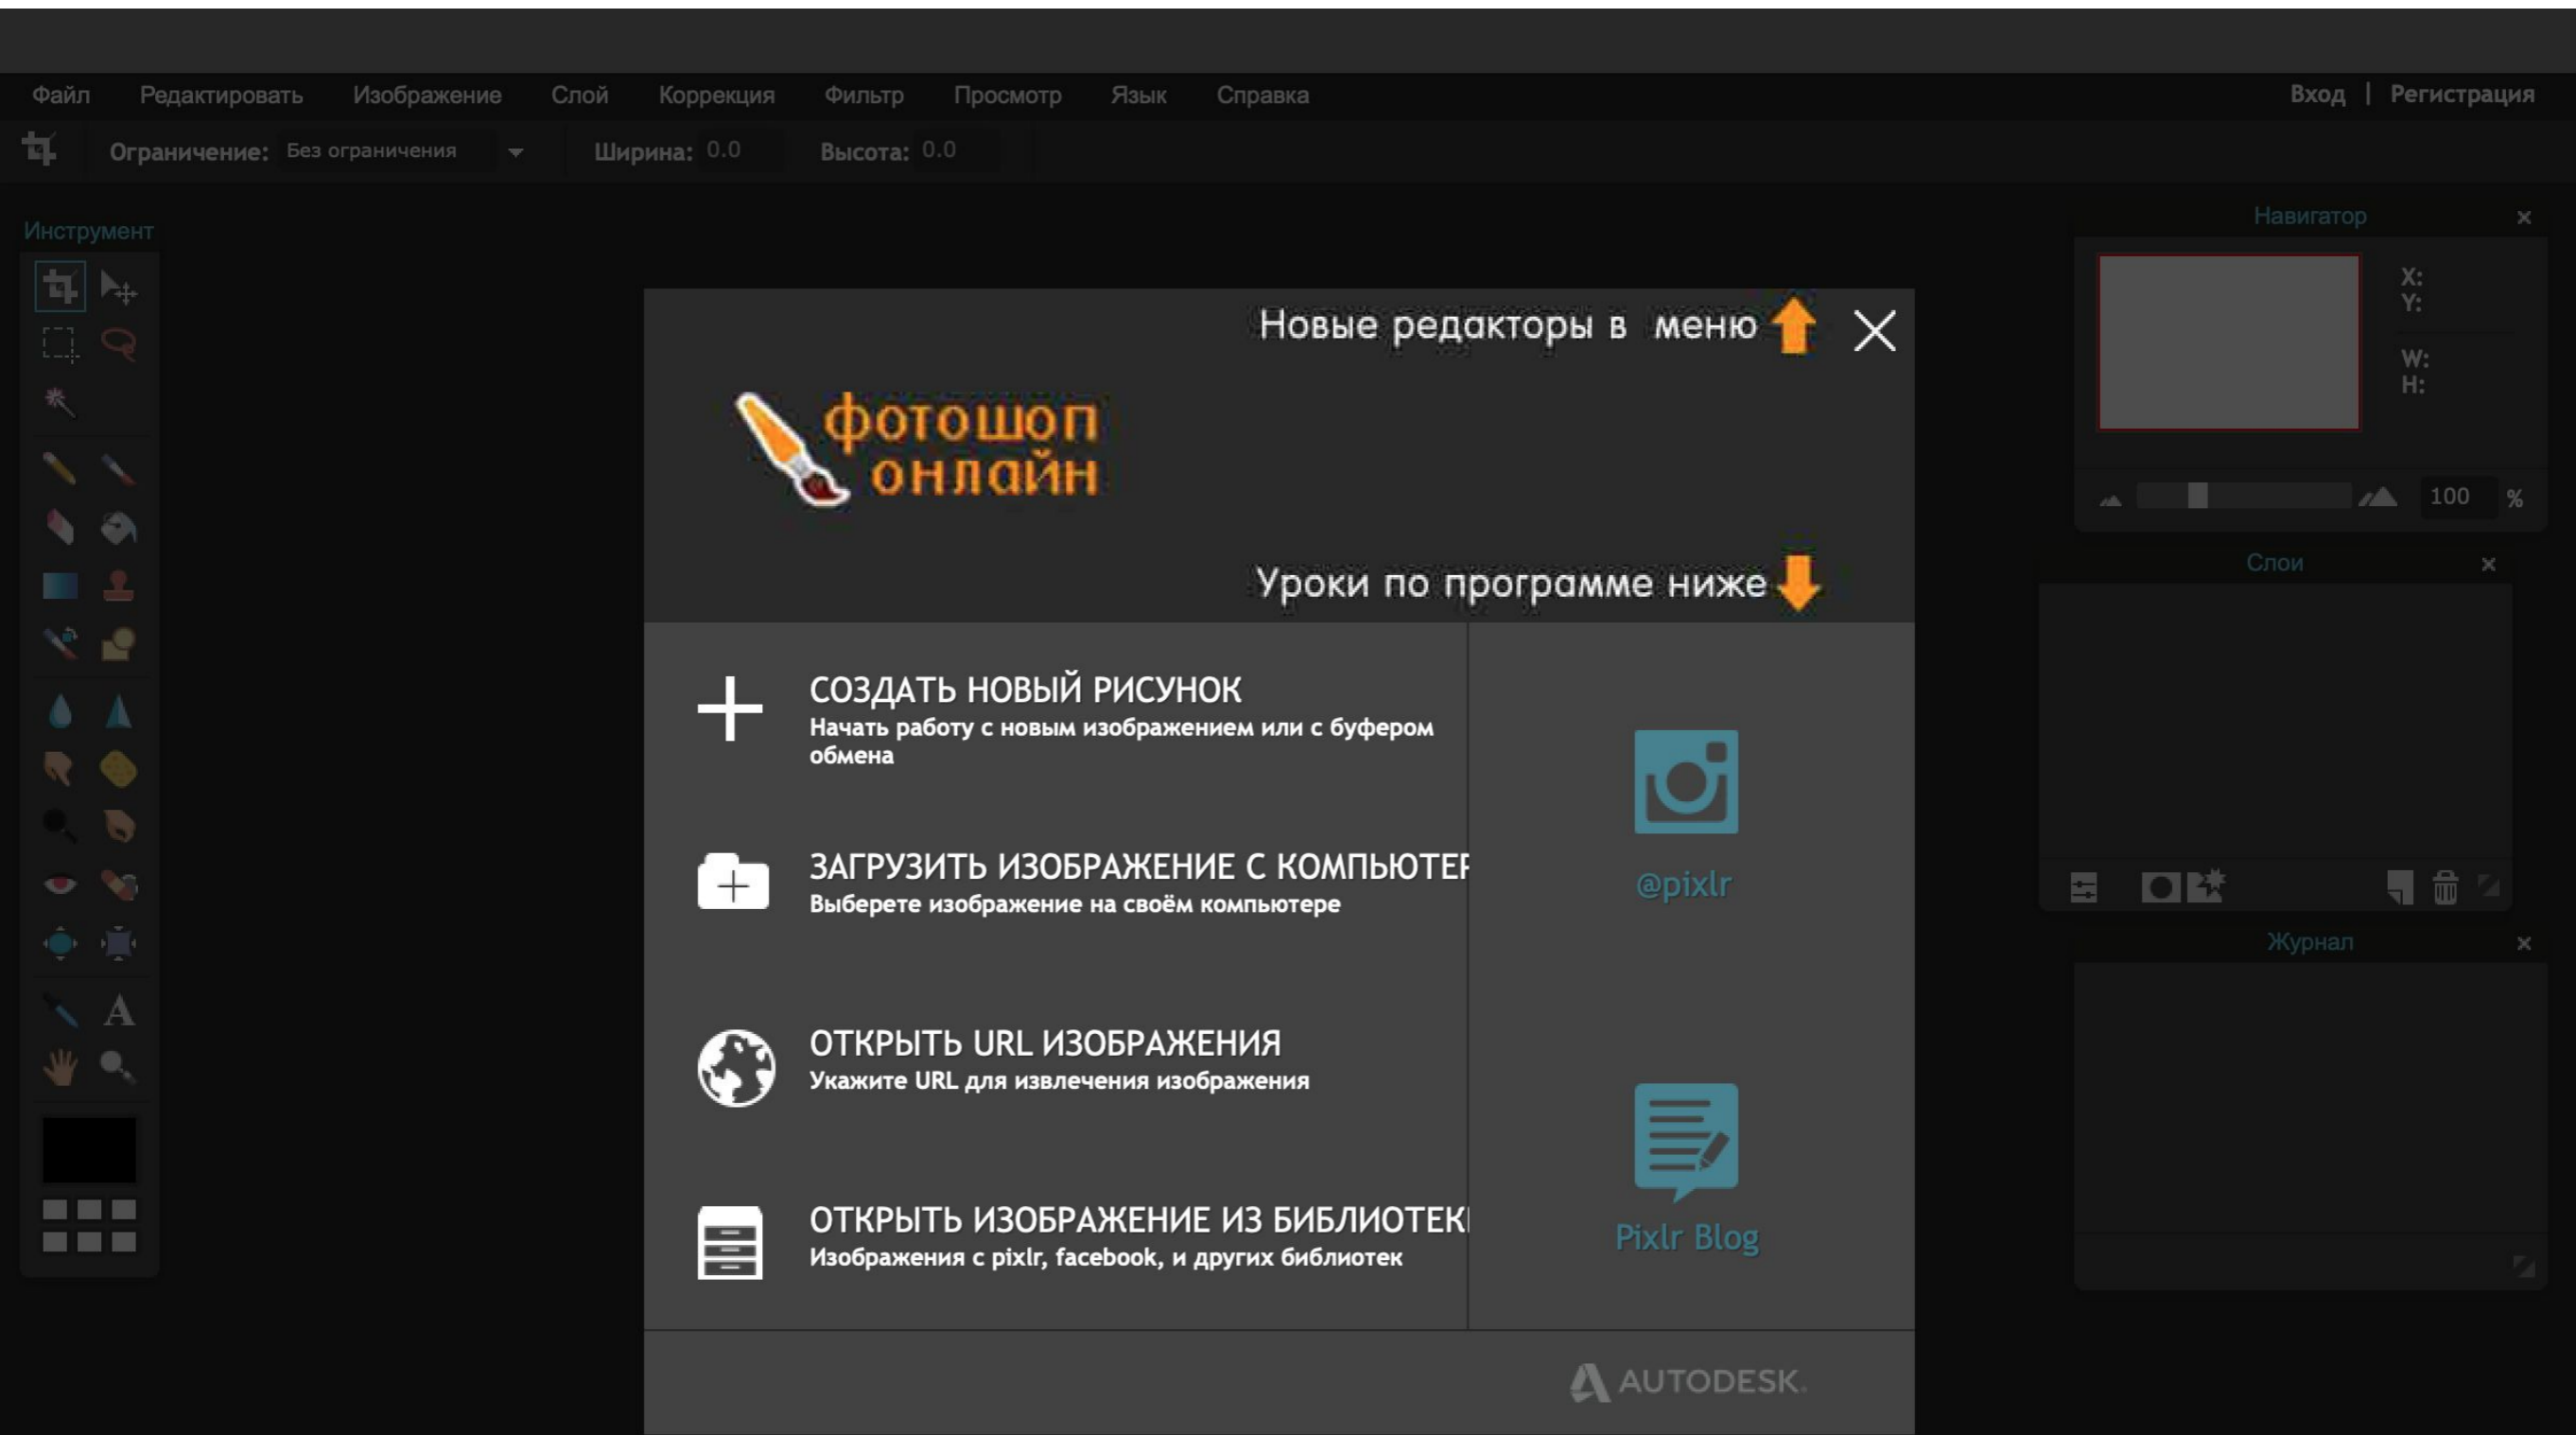 Файл Редактировать Изображение Слой Коррекция Фильтр Просмотр Язык Справка Вход | Регистрация
Ограничение: Без ограничения Ширина: 0.0 Высота: 0.0
Инструмент
Новые редакторы в меню
фотошоп
онлайн
Уроки по программе ниже
СОЗДАТЬ НОВЫЙ РИСУНОК
Начать работу с новым изображением или с буфером
обмена
ЗАГРУЗИТЬ ИЗОБРАЖЕНИЕ С КОМПЬЮТЕР
Выберете изображение на своём компьютере
ОТКРЫТЬ URL ИЗОБРАЖЕНИЯ
Укажите URL для извлечения изображения
ОТКРЫТЬ ИЗОБРАЖЕНИЕ ИЗ БИБЛИОТЕК
Изображения с pixlr, facebook, и других библиотек
@pixlr
Pixlr Blog
AUTODESK.
Навигатор
X:
Y:
W:
H:
100 %
Слои
Журнал
A